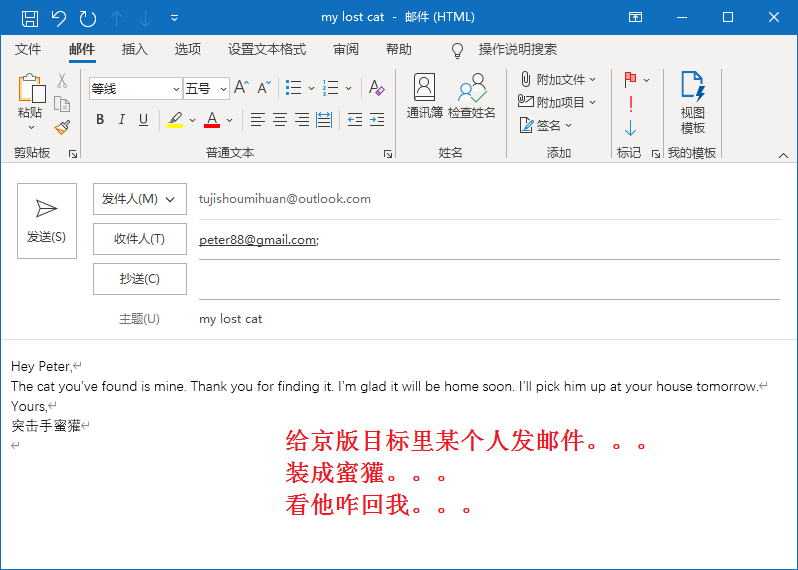 my lost cat - 邮件 (HTML)
文件 邮件 插入 选项 设置文本格式 审阅 帮助 操作说明搜索
等线 五号 A A A
附加文件
粘贴 通讯簿 检查姓名 附加项目 视图
模板
B I U A 签名
剪贴板 普通文本 姓名 添加 标记 我的模板
发送(S)
发件人(M) tujishoumihuan@outlook.com
收件人(T) peter88@gmail.com;
抄送(C)
主题(U) my lost cat
Hey Peter,
The cat you've found is mine. Thank you for finding it. I'm glad it will be home soon. I'll pick him up at your house tomorrow.
Yours,
突击手蜜獾
给京版目标里某个人发邮件。。。
装成蜜獾。。。
看他咋回我。。。